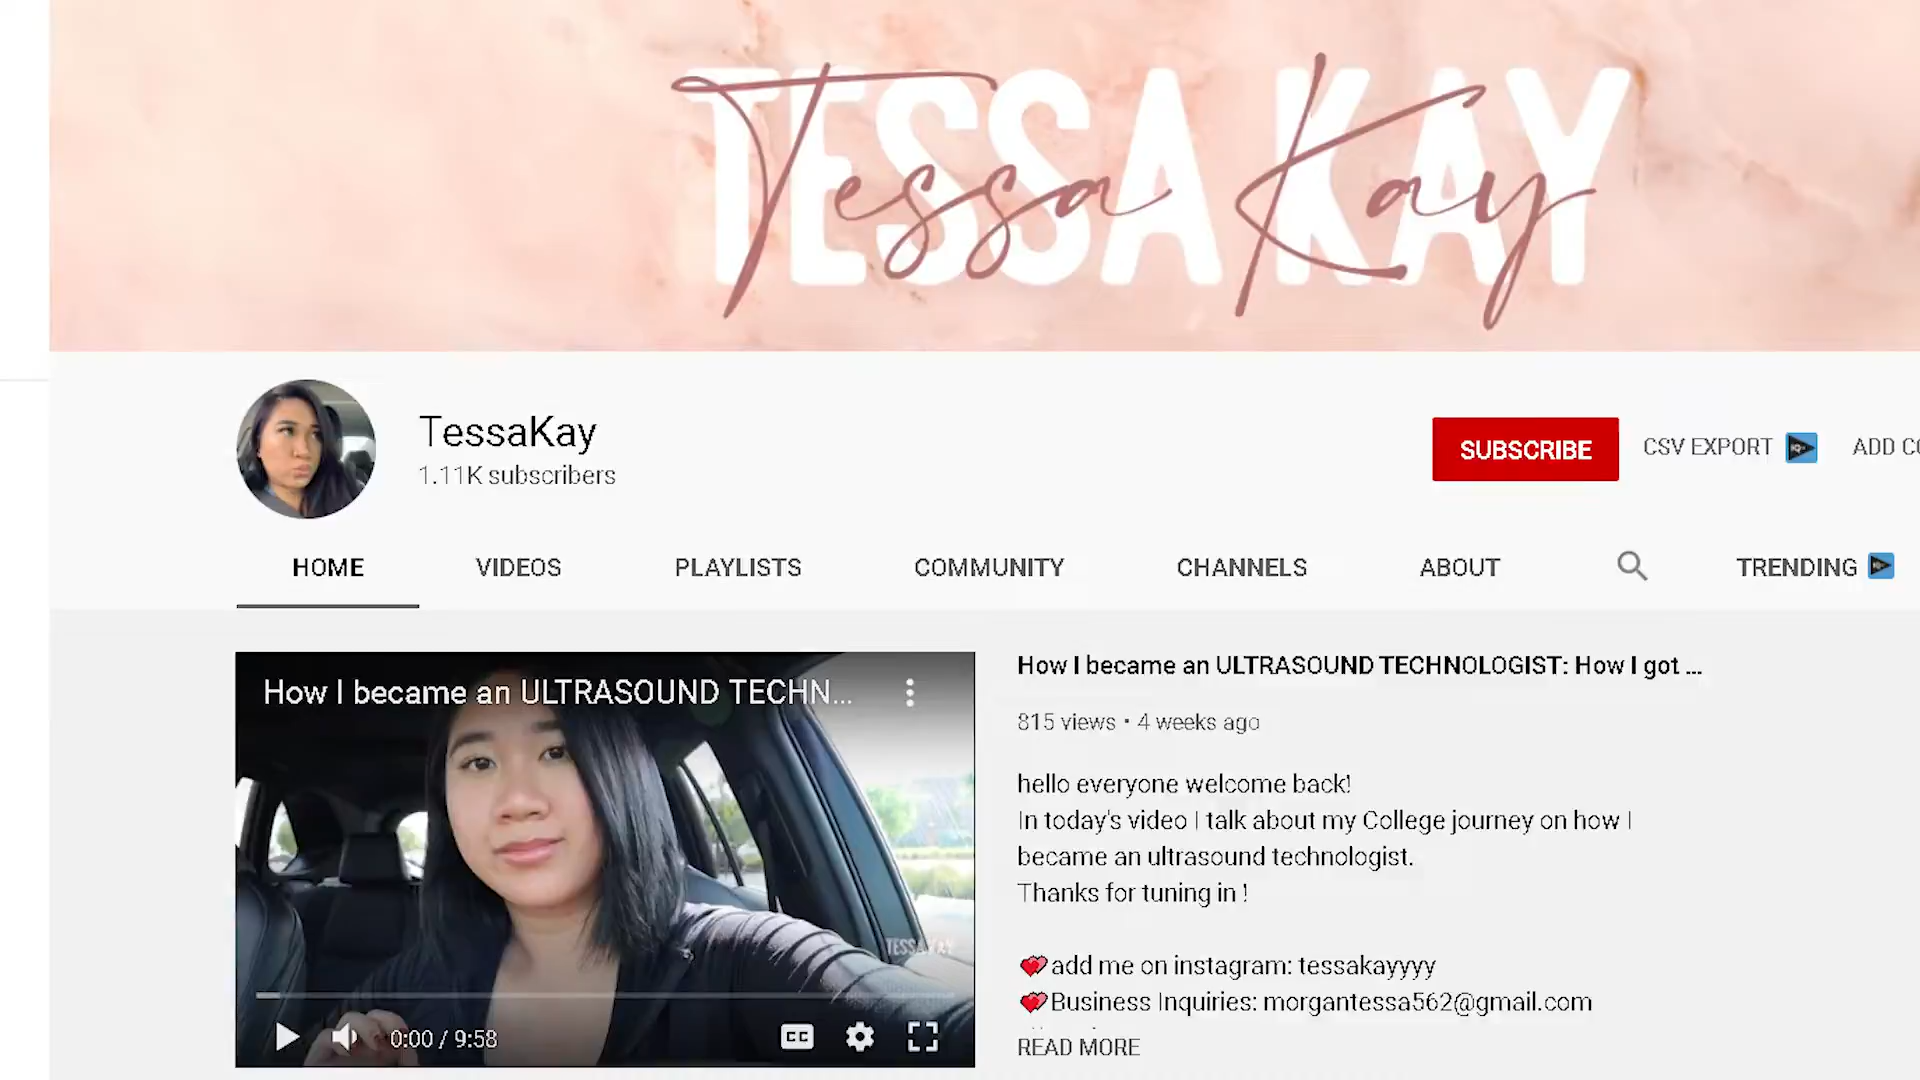 TESSA KAY
Tessa Kay
TessaKay
1.11K subscribers
SUBSCRIBE
CSV EXPORT
ADD CO
HOME
VIDEOS
PLAYLISTS
COMMUNITY
CHANNELS
ABOUT
TRENDING
How I became an ULTRASOUND TECHN...
TESSA KAY
0:00 / 9:58
CC
How I became an ULTRASOUND TECHNOLOGIST: How I got ...
815 views • 4 weeks ago
hello everyone welcome back!
In today's video I talk about my College journey on how I
became an ultrasound technologist.
Thanks for tuning in !
💕add me on instagram: tessakayyyy
💕Business Inquiries: morgantessa562@gmail.com
READ MORE